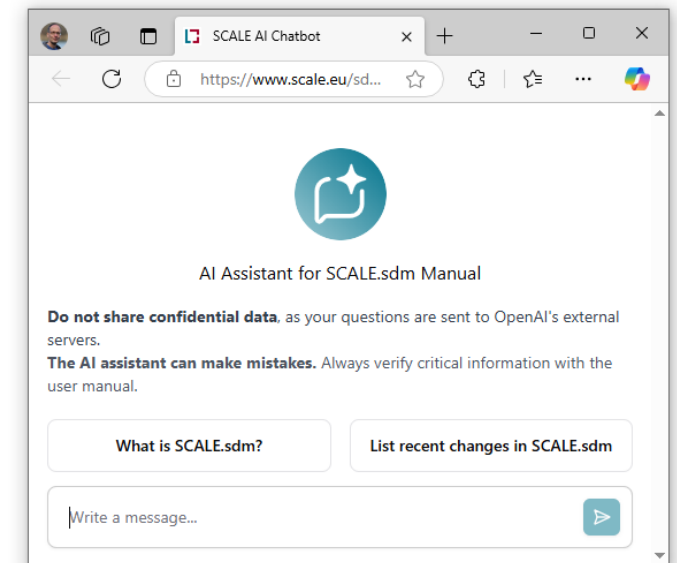 SCALE AI Chatbot
https://www.scale.eu/sd...
AI Assistant for SCALE.sdm Manual
Do not share confidential data, as your questions are sent to OpenAI's external
servers.
The AI assistant can make mistakes. Always verify critical information with the
user manual.
What is SCALE.sdm?
List recent changes in SCALE.sdm
Write a message...